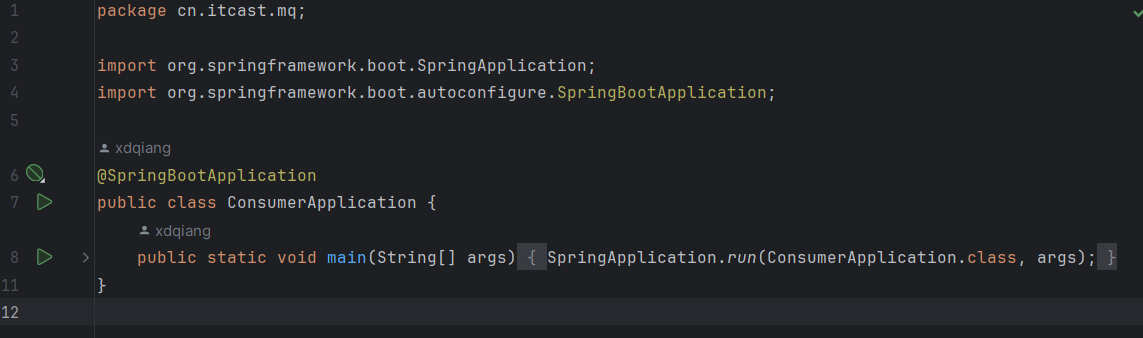 1 package cn.itcast.mq;
2
3 import org.springframework.boot.SpringApplication;
4 import org.springframework.boot.autoconfigure.SpringBootApplication;
5
xdqiang
6 @SpringBootApplication
7 public class ConsumerApplication {
xdqiang
8 public static void main(String[] args) { SpringApplication.run(ConsumerApplication.class, args); }
11 }
12